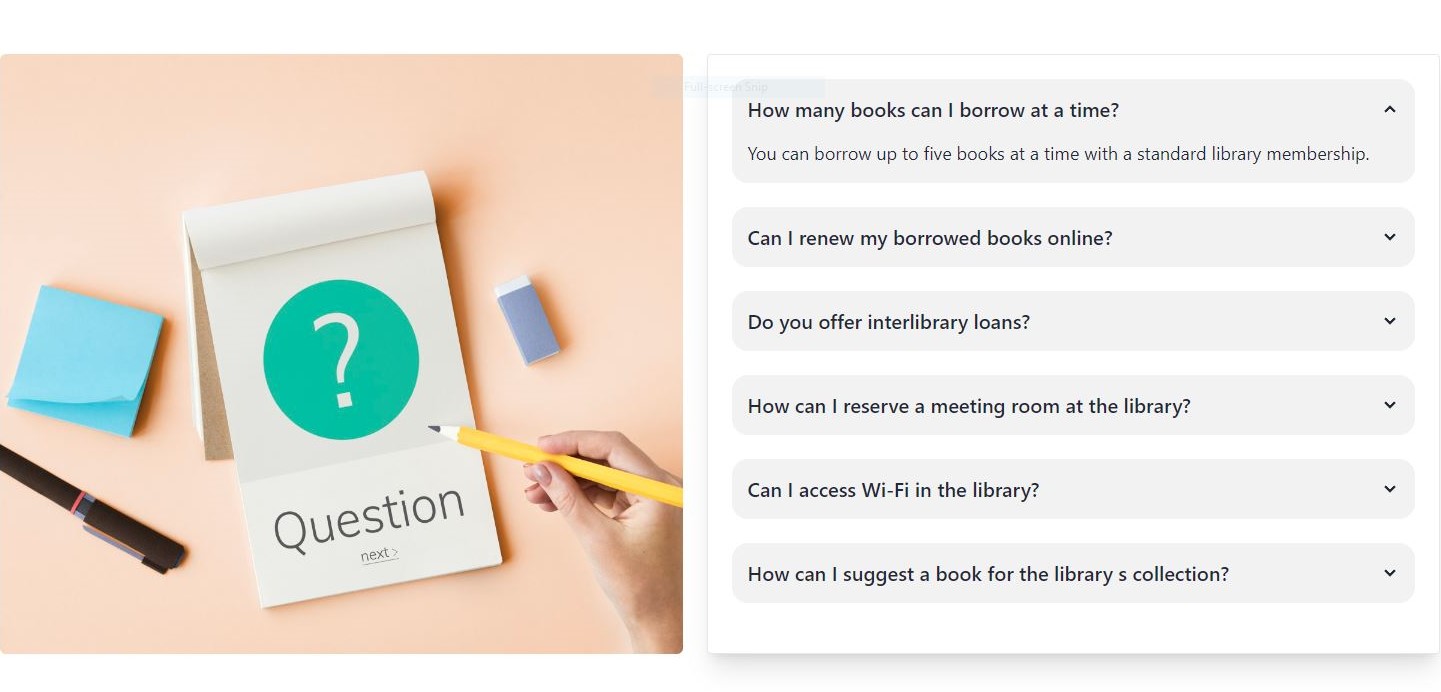 ?
Question
next >
Full-screen Snip
How many books can I borrow at a time?
You can borrow up to five books at a time with a standard library membership.
Can I renew my borrowed books online?
Do you offer interlibrary loans?
How can I reserve a meeting room at the library?
Can I access Wi-Fi in the library?
How can I suggest a book for the library s collection?